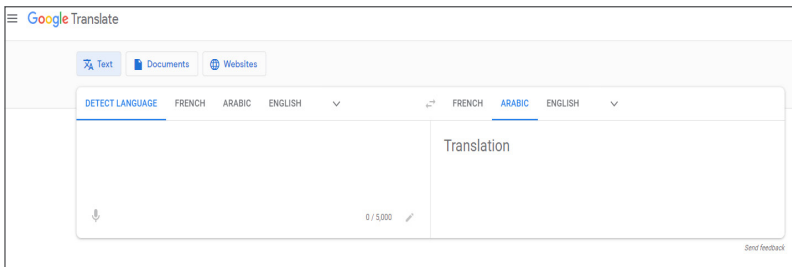 Google Translate
Text Documents Websites
DETECT LANGUAGE FRENCH ARABIC ENGLISH FRENCH ARABIC ENGLISH
Translation
0 / 5,000
Send feedback